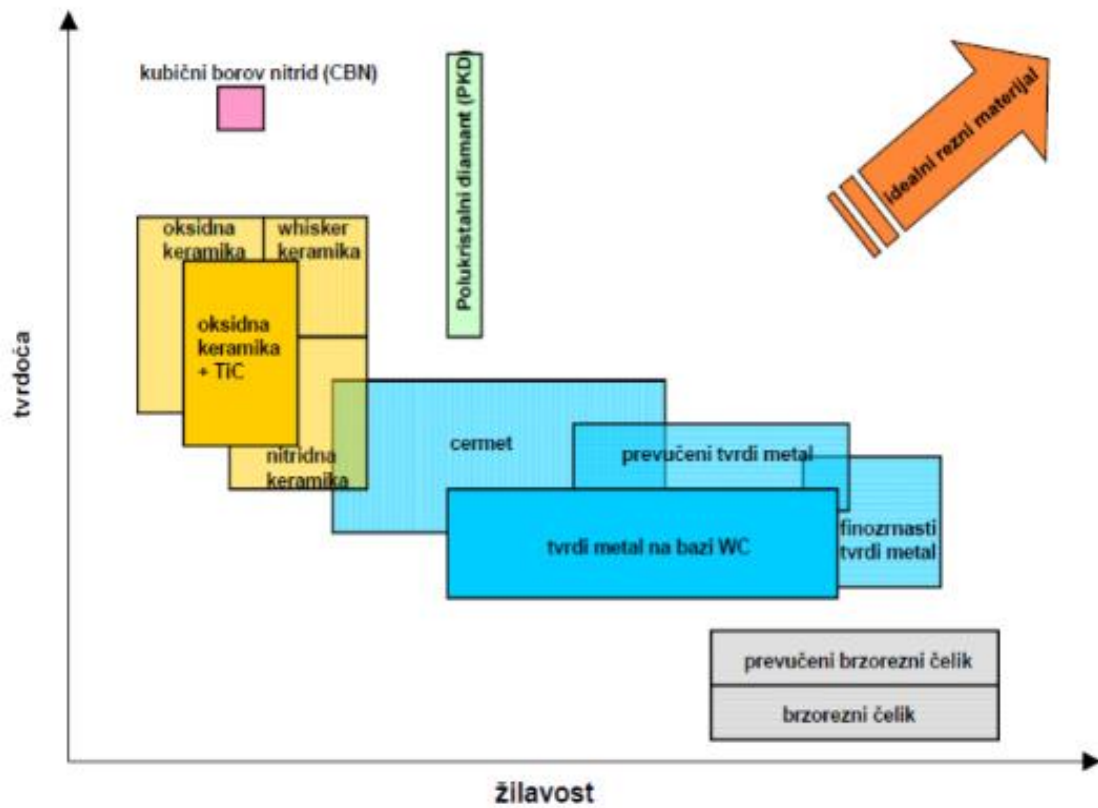 kubični borov nitrid (CBN)
Polukristalni diamant (PKD)
idealni rezni materijal
oksidna
keramika
whisker
keramika
oksidna
keramika
+ TiC
nitridna
keramika
cermet
prevučeni tvrdi metal
tvrdi metal na bazi WC
finozrnasti
tvrdi metal
prevučeni brzorezni čelik
brzorezni čelik
tvrdoća
žilavost